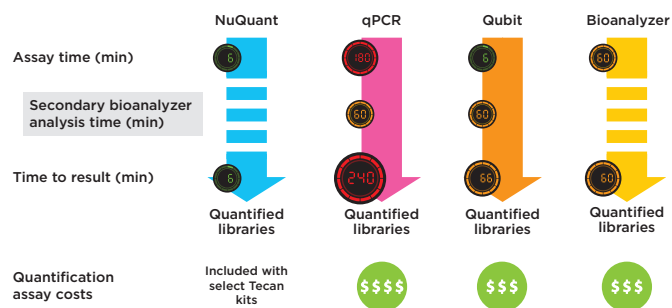 NuQuant qPCR Qubit Bioanalyzer
Assay time (min) 6 180 6 60
Secondary bioanalyzer
analysis time (min) 60 60
Time to result (min) 6 240 66 60
Quantified Quantified Quantified Quantified
libraries libraries libraries libraries
Quantification
assay costs
Included with
select Tecan
kits
$$$$ $$$ $$$